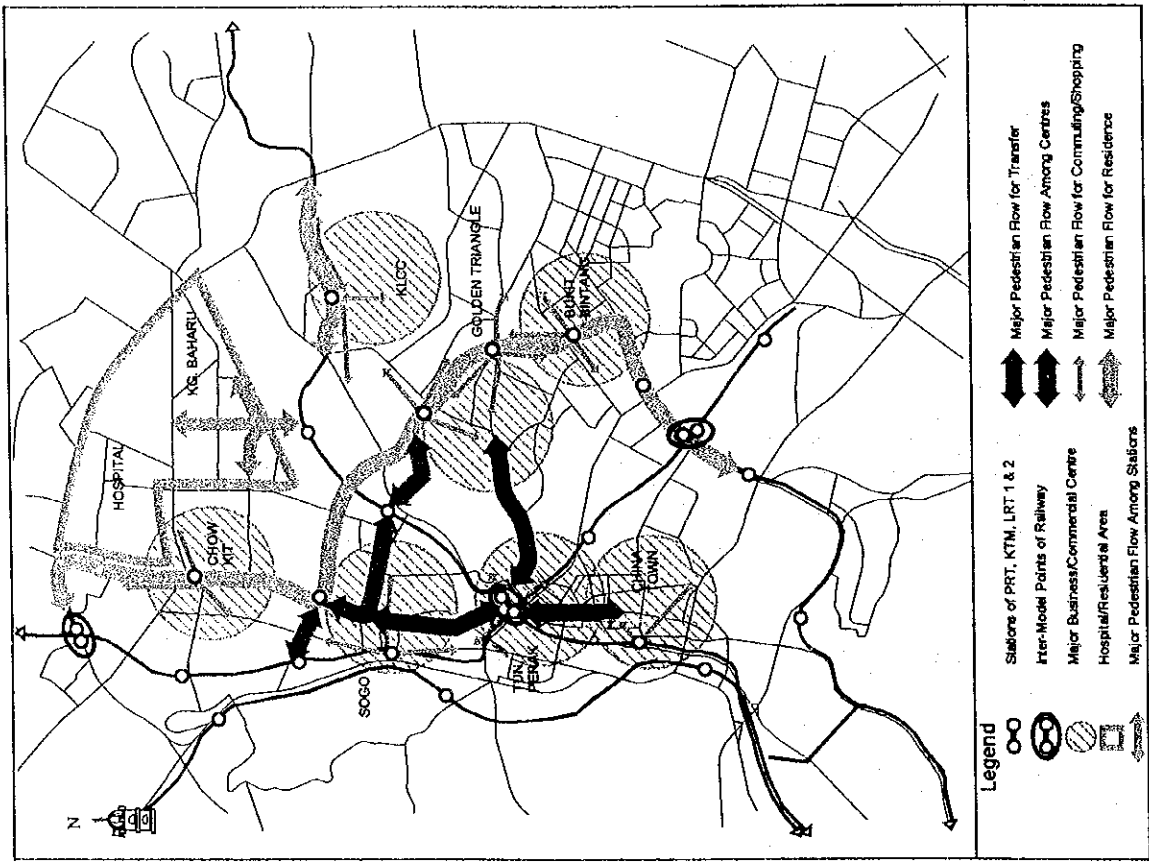 N
HOSPITAL
KG. BAHARU
CHOW
KIT
KLCC
GOLDEN TRIANGLE
BUKIT
BINTANG
SOGO
TUN
PERAK
CHINA
TOWN
Legend
Stations of PRT, KTM, LRT 1 & 2
Inter-Model Points of Railway
Major Business/Commercial Centre
Hospital/Residential Area
Major Pedestrian Flow Among Stations
Major Pedestrian Flow for Transfer
Major Pedestrian Flow Among Centres
Major Pedestrian Flow for Commuting/Shopping
Major Pedestrian Flow for Residence